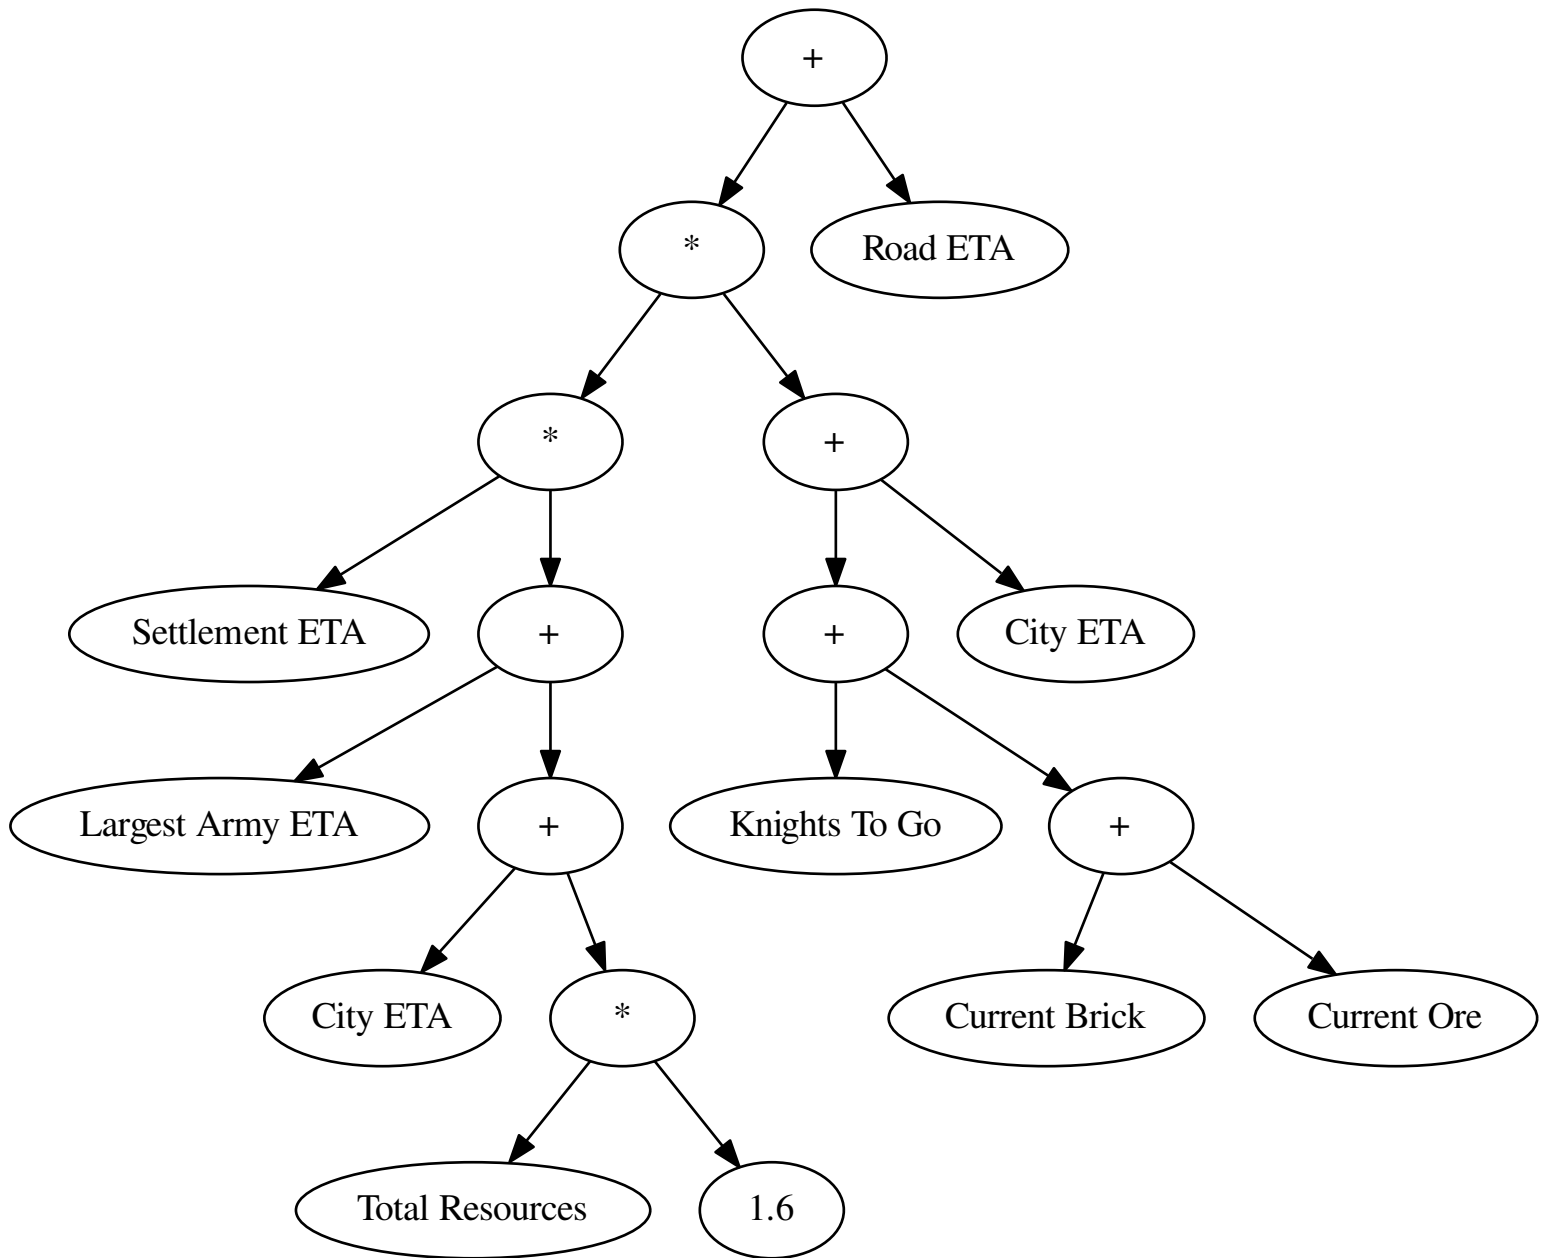 +
*
Road ETA
*
+
Settlement ETA
+
+
City ETA
Largest Army ETA
+
Knights To Go
+
City ETA
*
Current Brick
Current Ore
Total Resources
1.6